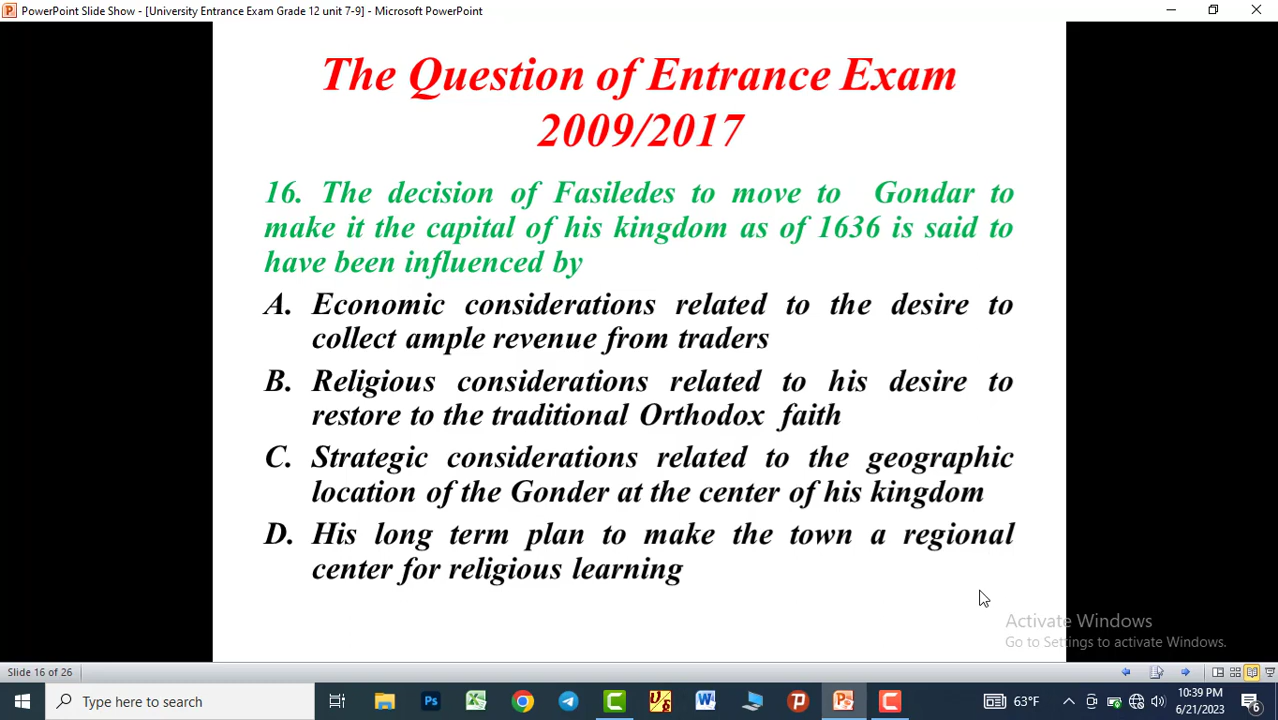 PowerPoint Slide Show - [University Entrance Exam Grade 12 unit 7-9] - Microsoft PowerPoint
The Question of Entrance Exam
2009/2017
16. The decision of Fasiledes to move to Gondar to
make it the capital of his kingdom as of 1636 is said to
have been influenced by
A. Economic considerations related to the desire to
collect ample revenue from traders
B. Religious considerations related to his desire to
restore to the traditional Orthodox faith
C. Strategic considerations related to the geographic
location of the Gonder at the center of his kingdom
D. His long term plan to make the town a regional
center for religious learning
Activate Windows
Go to Settings to activate Windows.
Slide 16 of 26
Type here to search
63°F
10:39 PM
6/21/2023
6